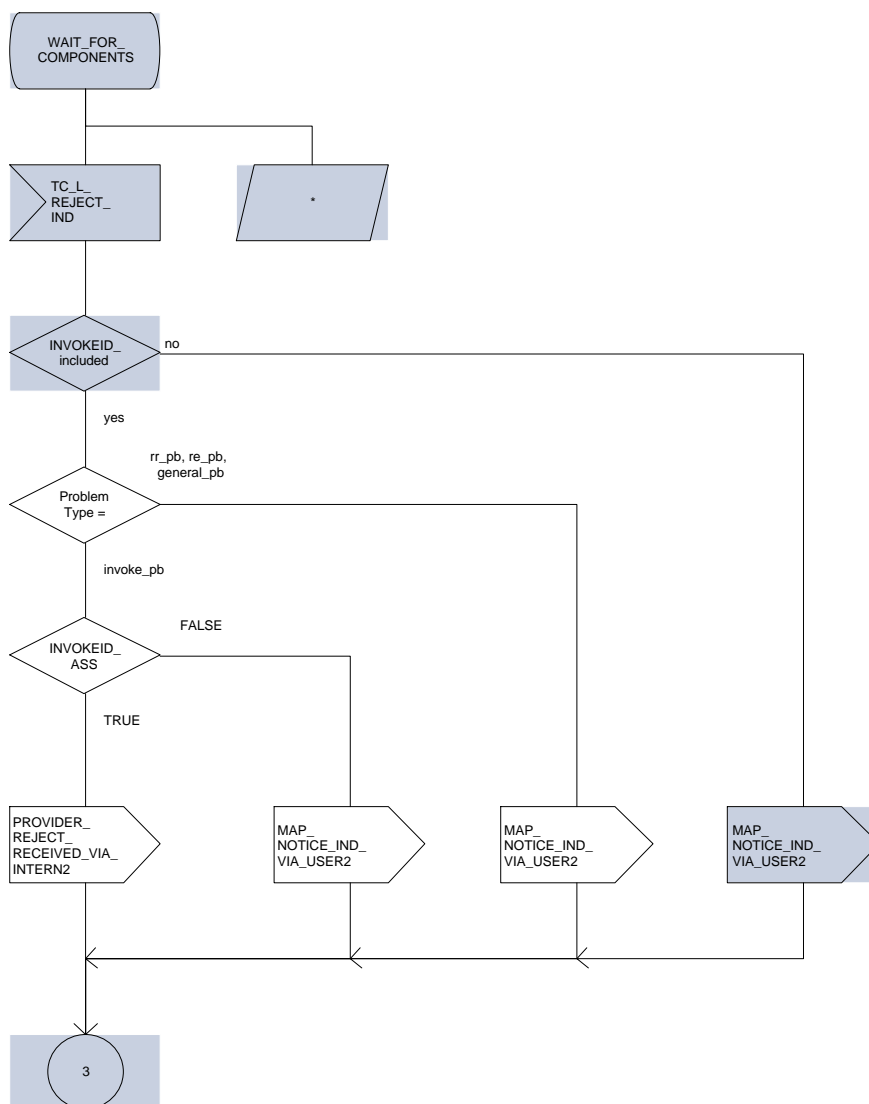 WAIT_FOR_
COMPONENTS
TC_L_
REJECT_
IND
*
INVOKEID_
included
no
yes
rr_pb, re_pb,
general_pb
Problem
Type =
invoke_pb
FALSE
INVOKEID_
ASS
TRUE
PROVIDER_
REJECT_
RECEIVED_VIA_
INTERN2
MAP_
NOTICE_IND_
VIA_USER2
MAP_
NOTICE_IND_
VIA_USER2
MAP_
NOTICE_IND_
VIA_USER2
3